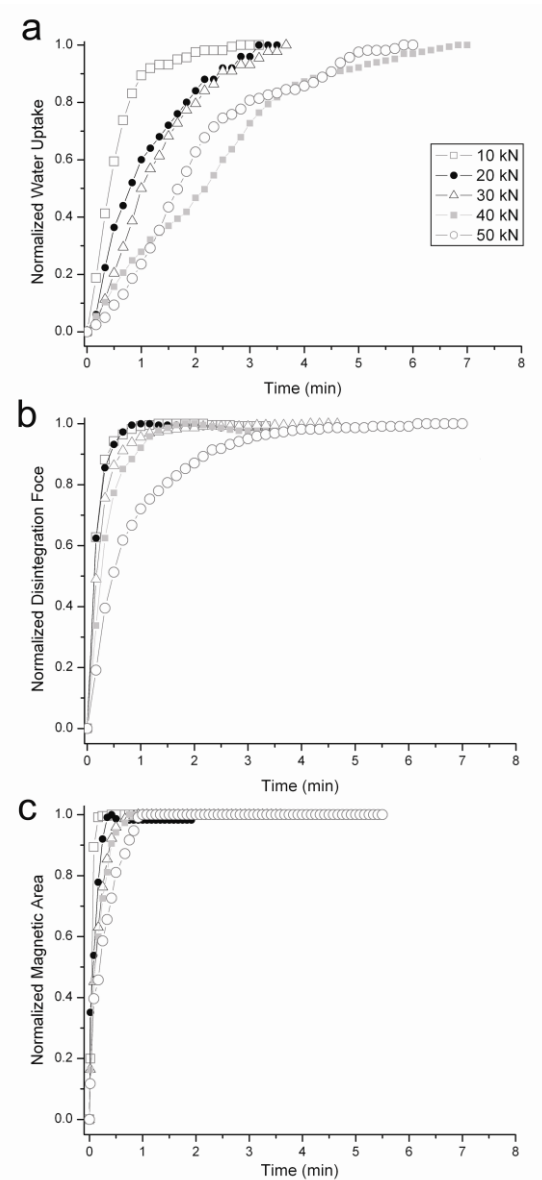 a
Normalized Water Uptake
1.0
0.8
0.6
0.4
0.2
0.0
10 kN
20 kN
30 kN
40 kN
50 kN
0 1 2 3 4 5 6 7 8
Time (min)
b
Normalized Disintegration Foce
1.0
0.8
0.6
0.4
0.2
0.0
0 1 2 3 4 5 6 7 8
Time (min)
c
Normalized Magnetic Area
1.0
0.8
0.6
0.4
0.2
0.0
0 1 2 3 4 5 6 7 8
Time (min)